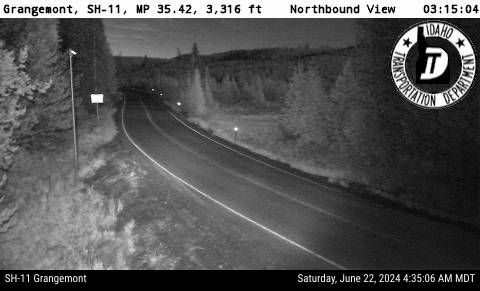 Grangemont, SH-11, MP 35.42, 3,316 ft Northbound View 03:15:04
IDAHO
TRANSPORTATION DEPARTMENT
SH-11 Grangemont Saturday, June 22, 2024 4:35:06 AM MDT